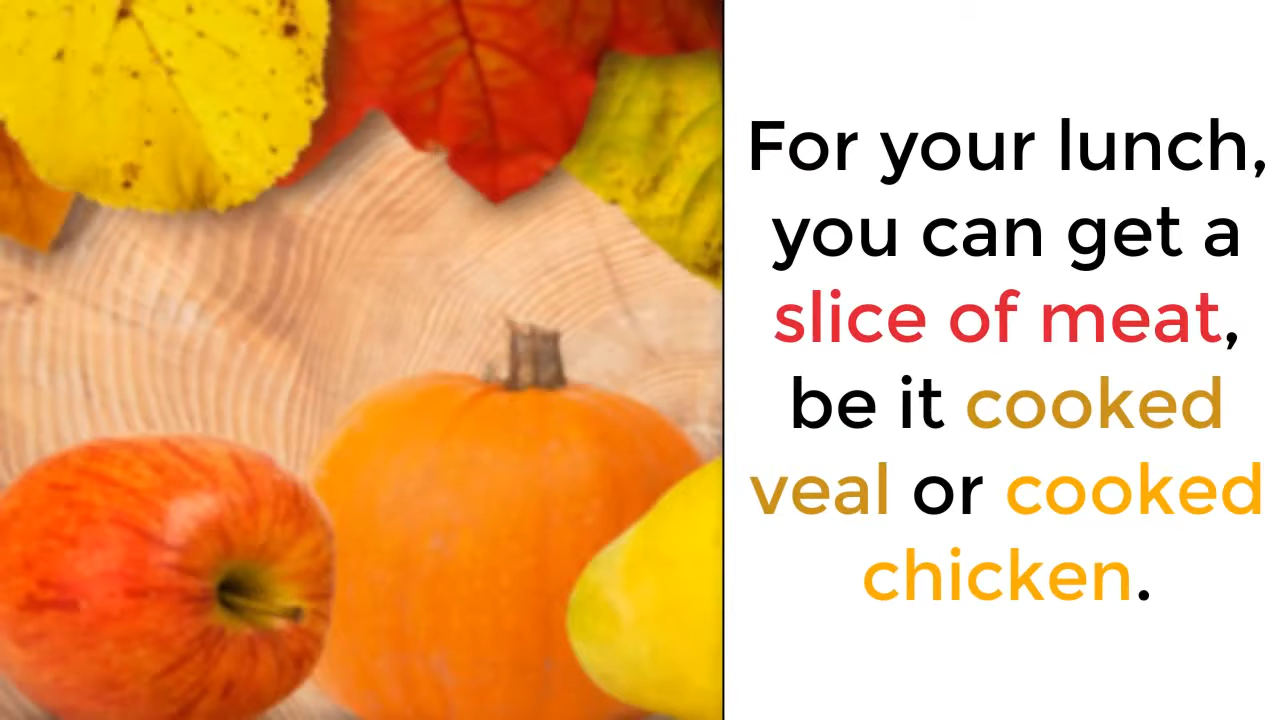 For your lunch,
you can get a
slice of meat,
be it cooked
veal or cooked
chicken.